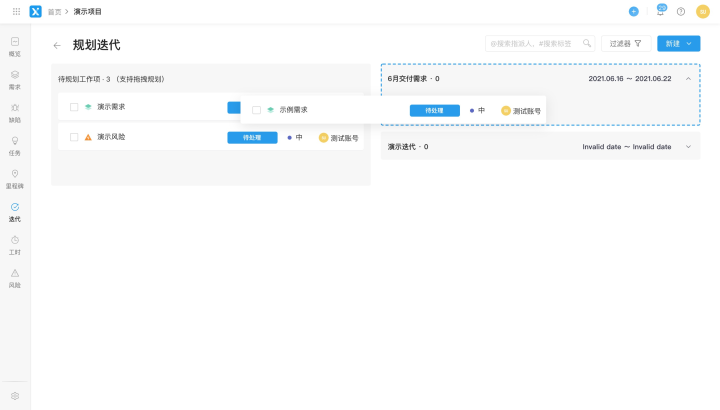 首页 > 演示项目
29
概览
需求
缺陷
任务
里程碑
迭代
工时
风险
← 规划迭代
@搜索指派人、#搜索标签
过滤器
新建
待规划工作项 · 3 （支持拖拽规划）
演示需求
示例需求 待处理 中 测试账号
演示风险 待处理 中 测试账号
6月交付需求 · 0 2021.06.16 ～ 2021.06.22
演示迭代 · 0 Invalid date ～ Invalid date